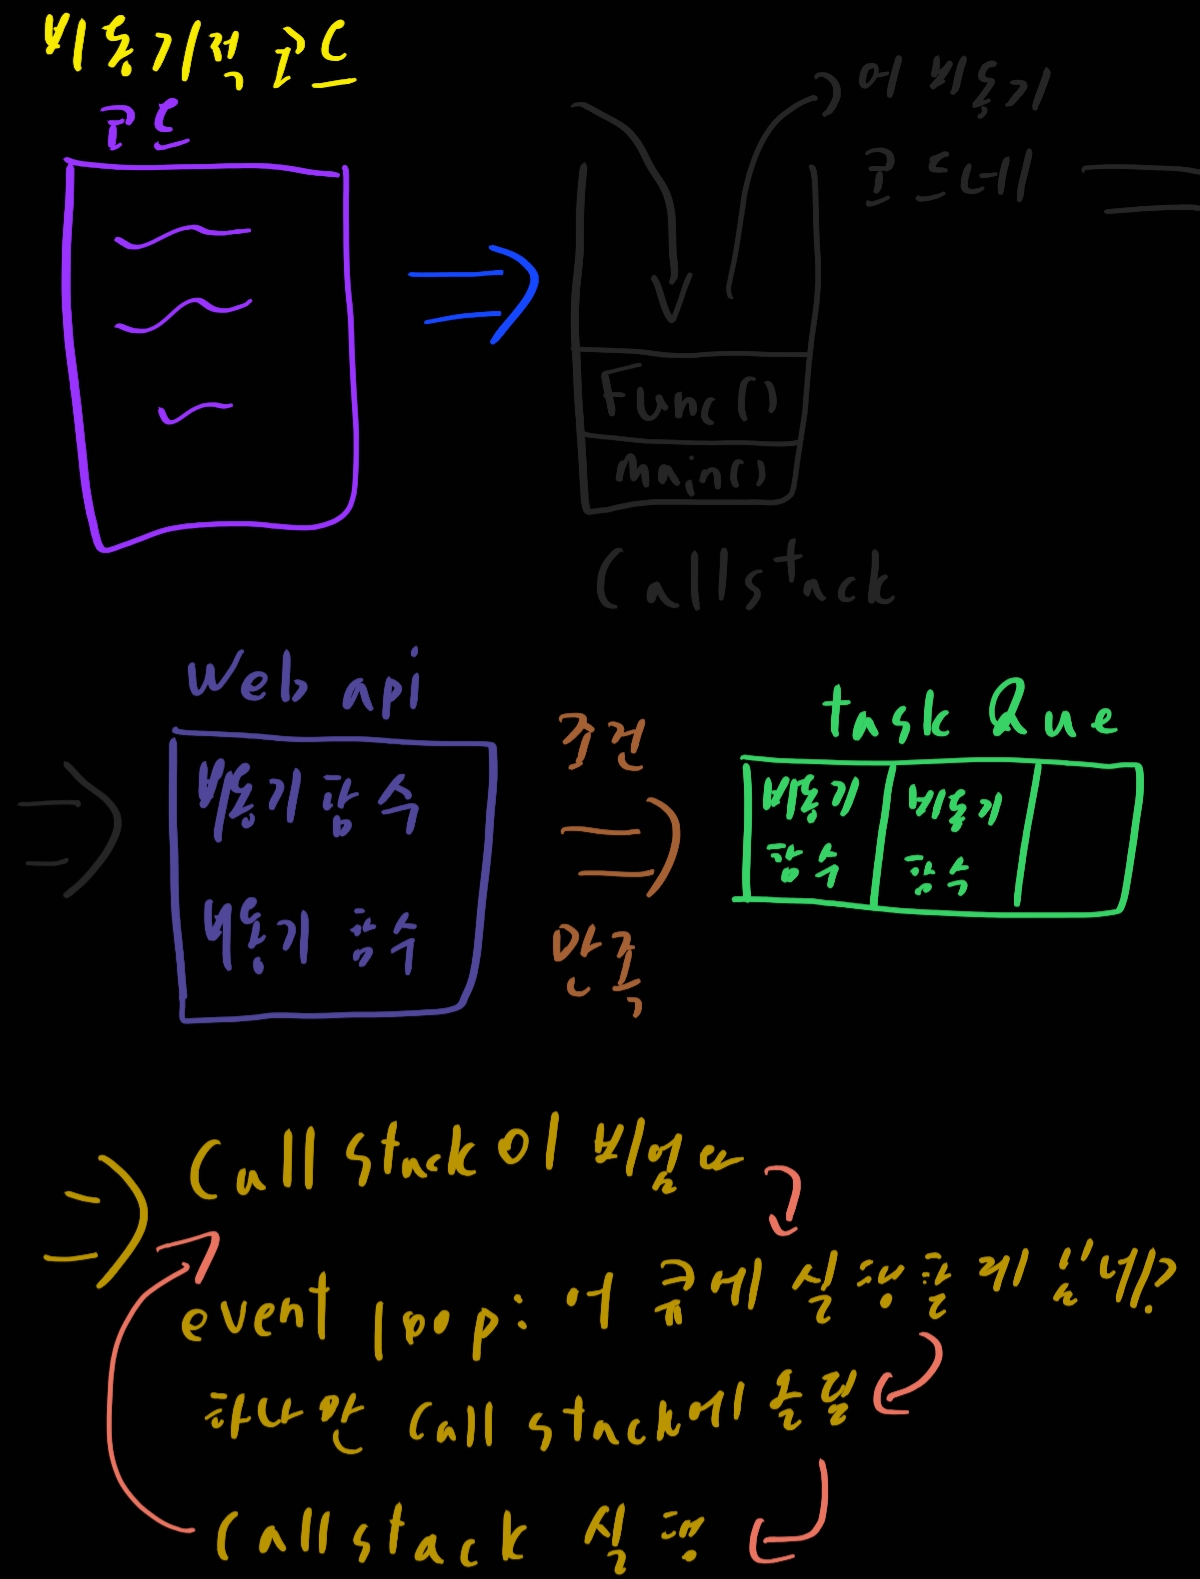 비동기적 코드
코드
어 비동기
코드네
Func()
main()
Callstack
Web api
비동기 함수
비동기 함수
조건
만족
task Que
비동기
함수
비동기
함수
Call stack이 비었다
event loop: 어 큐에 실행할 게 있네?
하나만 call stack에 올림
Callstack 실행